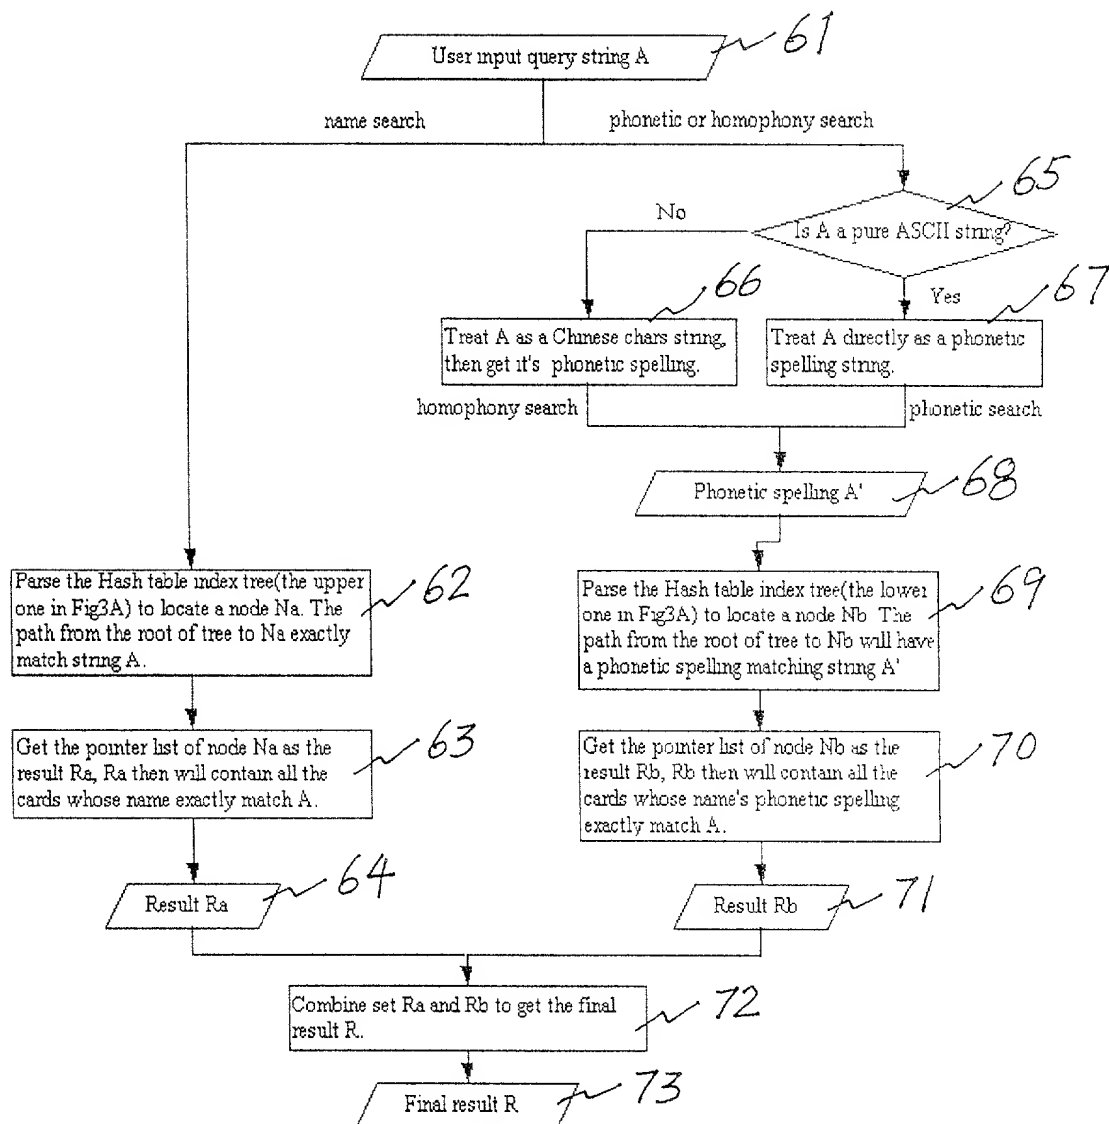 User input query string A
61
name search
phonetic or homophony search
65
Is A a pure ASCII string?
No
Yes
66
67
Treat A as a Chinese chars string,
then get it's phonetic spelling.
Treat A directly as a phonetic
spelling string.
homophony search
phonetic search
Phonetic spelling A'
68
Parse the Hash table index tree(the upper
one in Fig3A) to locate a node Na. The
path from the root of tree to Na exactly
match string A.
62
Parse the Hash table index tree(the lower
one in Fig3A) to locate a node Nb The
path from the root of tree to Nb will have
a phonetic spelling matching string A'
69
Get the pointer list of node Na as the
result Ra, Ra then will contain all the
cards whose name exactly match A.
63
Get the pointer list of node Nb as the
result Rb, Rb then will contain all the
cards whose name's phonetic spelling
exactly match A.
70
Result Ra
64
Result Rb
71
Combine set Ra and Rb to get the final
result R.
72
Final result R
73